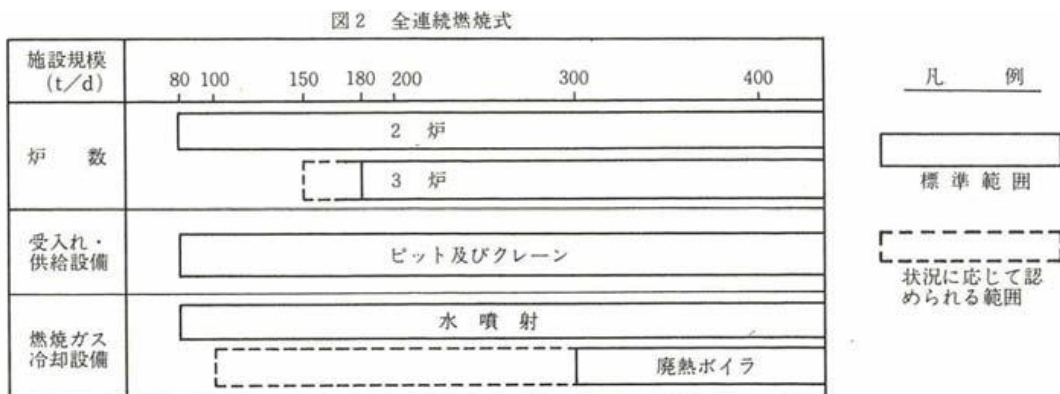 図2 全連続燃焼式
施設規模
(t/d)
80 100 150 180 200 300 400
炉数
2 炉
3 炉
受入れ・
供給設備
ピット及びクレーン
燃焼ガス
冷却設備
水噴射
廃熱ボイラ
凡例
標準範囲
状況に応じて認
められる範囲